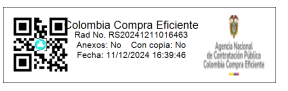 Colombia Compra Eficiente
Rad No. RS20241211016463
Anexos: No Con copia: No
Fecha: 11/12/2024 16:39:46
Agencia Nacional
de Contratación Pública
Colombia Compra Eficiente